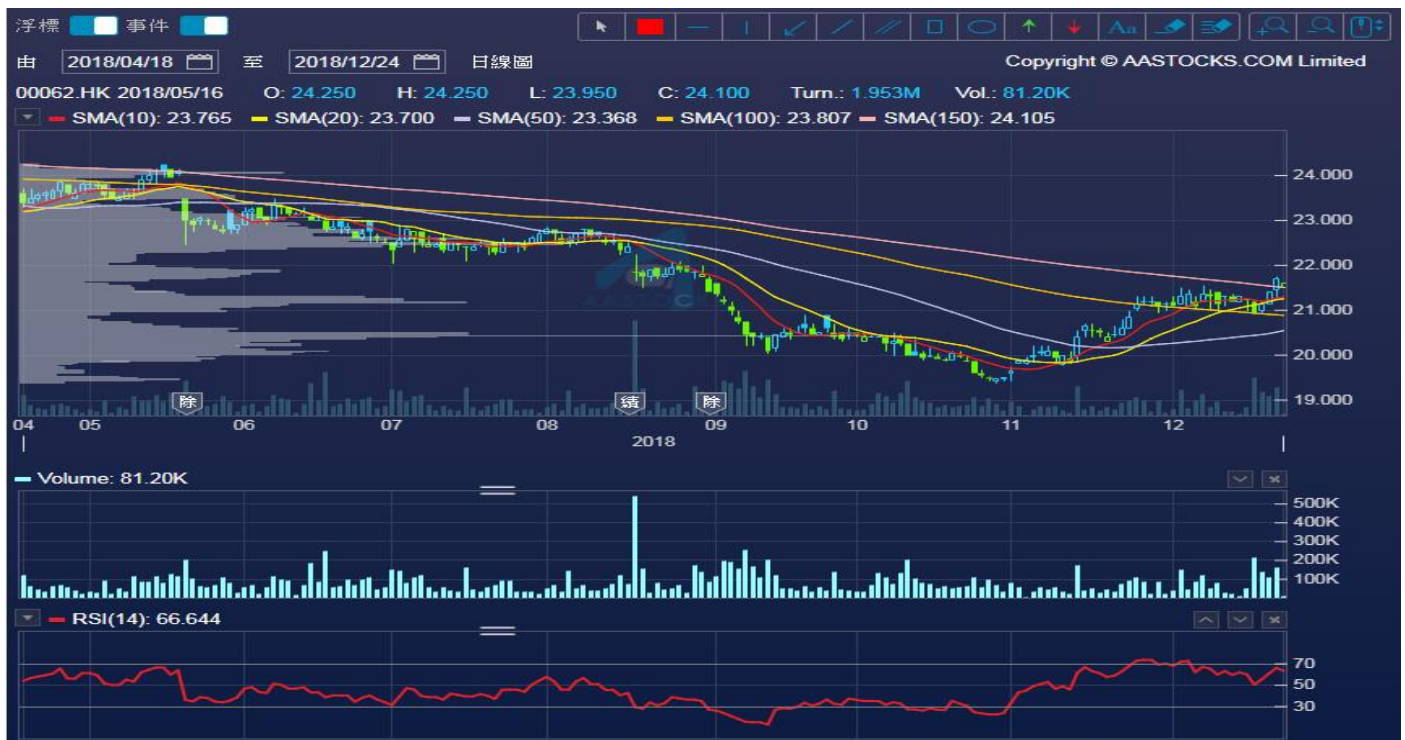 浮標 事件 Aa
由 2018/04/18 至 2018/12/24 日線圖 Copyright © AASTOCKS.COM Limited
00062.HK 2018/05/16 O: 24.250 H: 24.250 L: 23.950 C: 24.100 Turn.: 1.953M Vol.: 81.20K
SMA(10): 23.765 SMA(20): 23.700 SMA(50): 23.368 SMA(100): 23.807 SMA(150): 24.105
24.000
23.000
22.000
AASTOCKS
21.000
20.000
除 績 除
19.000
04 05 06 07 08 09 10 11 12
2018
Volume: 81.20K
500K
400K
300K
200K
100K
RSI(14): 66.644
70
50
30